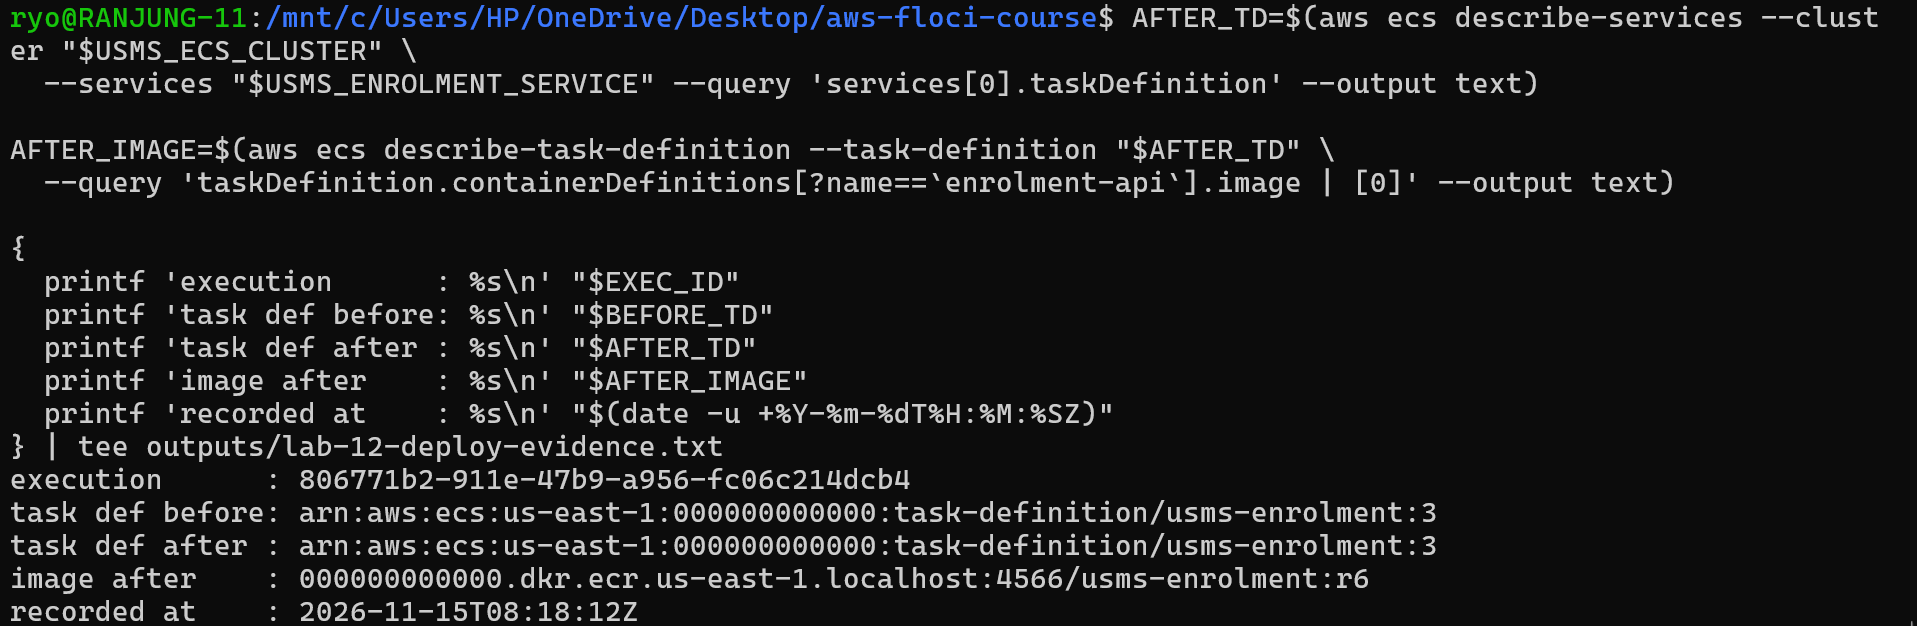 ryo@RANJUNG-11:/mnt/c/Users/HP/OneDrive/Desktop/aws-floci-course$ AFTER_TD=$(aws ecs describe-services --clust
er "$USMS_ECS_CLUSTER" \
  --services "$USMS_ENROLMENT_SERVICE" --query 'services[0].taskDefinition' --output text)

AFTER_IMAGE=$(aws ecs describe-task-definition --task-definition "$AFTER_TD" \
  --query 'taskDefinition.containerDefinitions[?name==`enrolment-api`].image | [0]' --output text)

{
  printf 'execution      : %s\n' "$EXEC_ID"
  printf 'task def before: %s\n' "$BEFORE_TD"
  printf 'task def after : %s\n' "$AFTER_TD"
  printf 'image after    : %s\n' "$AFTER_IMAGE"
  printf 'recorded at    : %s\n' "$(date -u +%Y-%m-%dT%H:%M:%SZ)"
} | tee outputs/lab-12-deploy-evidence.txt
execution      : 806771b2-911e-47b9-a956-fc06c214dcb4
task def before: arn:aws:ecs:us-east-1:000000000000:task-definition/usms-enrolment:3
task def after : arn:aws:ecs:us-east-1:000000000000:task-definition/usms-enrolment:3
image after    : 000000000000.dkr.ecr.us-east-1.localhost:4566/usms-enrolment:r6
recorded at    : 2026-11-15T08:18:12Z